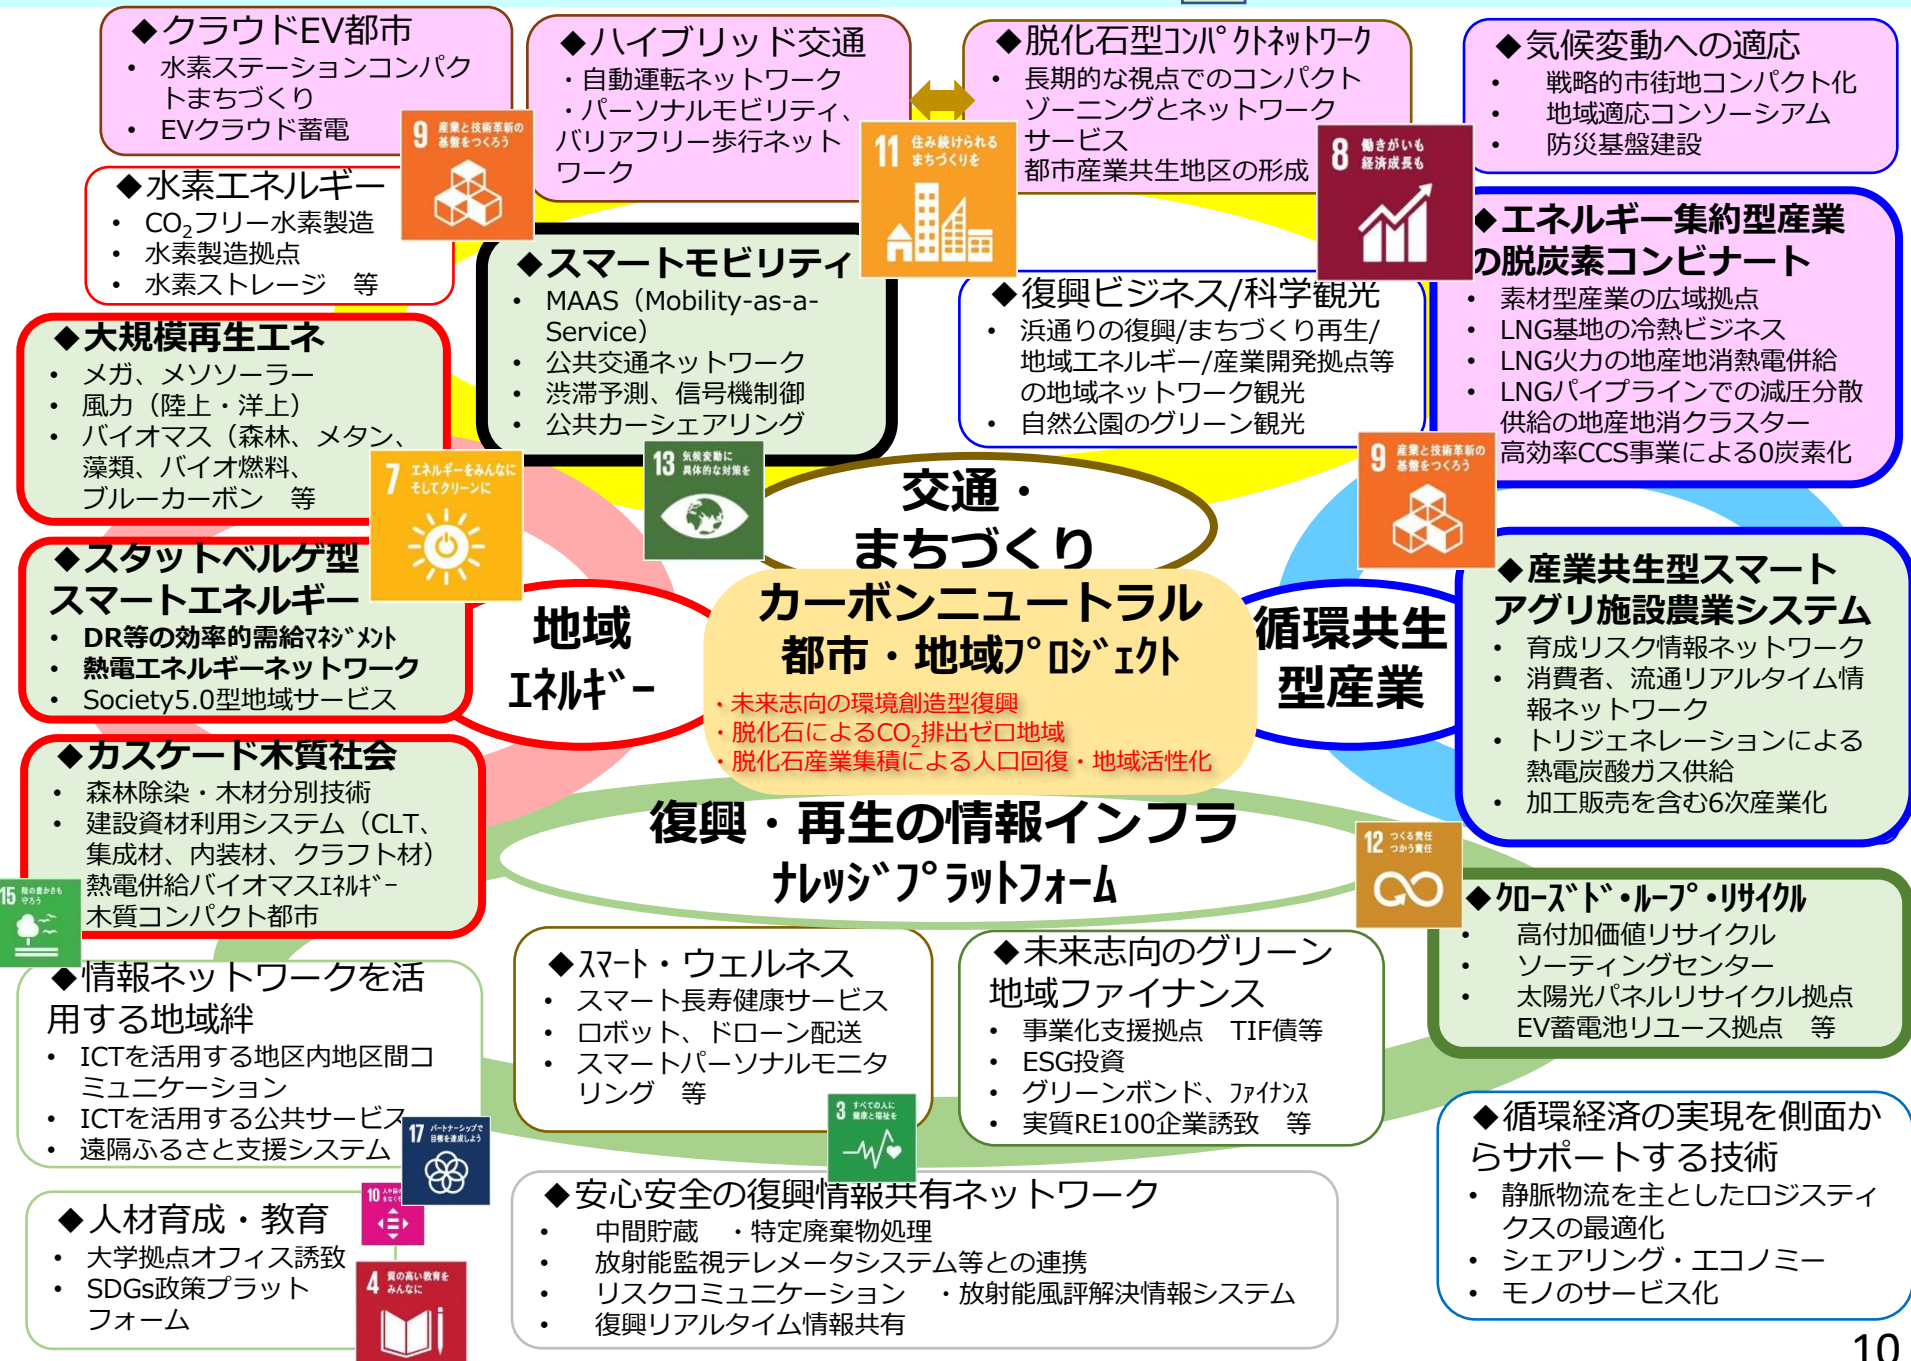 ◆クラウドEV都市
• 水素ステーションコンパク
トまちづくり
• EVクラウド蓄電
◆ハイブリッド交通
・自動運転ネットワーク
・パーソナルモビリティ、
バリアフリー歩行ネット
ワーク
◆脱化石型ｺﾝﾊﾟｸﾄﾈｯﾄﾜｰｸ
• 長期的な視点でのコンパクト
ゾーニングとネットワーク
サービス
都市産業共生地区の形成
◆気候変動への適応
• 戦略的市街地コンパクト化
• 地域適応コンソーシアム
• 防災基盤建設
9 産業と技術革新の
基盤をつくろう
11 住み続けられる
まちづくりを
8 働きがいも
経済成長も
◆水素エネルギー
• CO2フリー水素製造
• 水素製造拠点
• 水素ストレージ　等
◆スマートモビリティ
• MAAS（Mobility-as-a-
Service）
• 公共交通ネットワーク
• 渋滞予測、信号機制御
• 公共カーシェアリング
◆復興ビジネス/科学観光
• 浜通りの復興/まちづくり再生/
地域エネルギー/産業開発拠点等
の地域ネットワーク観光
• 自然公園のグリーン観光
◆エネルギー集約型産業
の脱炭素コンビナート
• 素材型産業の広域拠点
• LNG基地の冷熱ビジネス
• LNG火力の地産地消熱電併給
• LNGパイプラインでの減圧分散
供給の地産地消クラスター
高効率CCS事業による0炭素化
◆大規模再生エネ
• メガ、メソソーラー
• 風力（陸上・洋上）
• バイオマス（森林、メタン、
藻類、バイオ燃料、
ブルーカーボン　等
7 エネルギーをみんなに
そしてクリーンに
13 気候変動に
具体的な対策を
9 産業と技術革新の
基盤をつくろう
交通・
まちづくり
◆スタットベルゲ型
スマートエネルギー
• DR等の効率的需給ﾏﾈｼﾞﾒﾝﾄ
• 熱電エネルギーネットワーク
• Society5.0型地域サービス
地域
ｴﾈﾙｷﾞｰ
カーボンニュートラル
都市・地域ﾌﾟﾛｼﾞｪｸﾄ
・未来志向の環境創造型復興
・脱化石によるCO2排出ゼロ地域
・脱化石産業集積による人口回復・地域活性化
循環共生
型産業
◆産業共生型スマート
アグリ施設農業システム
• 育成リスク情報ネットワーク
• 消費者、流通リアルタイム情
報ネットワーク
• トリジェネレーションによる
熱電炭酸ガス供給
• 加工販売を含む6次産業化
◆カスケード木質社会
• 森林除染・木材分別技術
• 建設資材利用システム（CLT、
集成材、内装材、クラフト材）
熱電併給バイオマスｴﾈﾙｷﾞｰ
木質コンパクト都市
15 陸の豊かさも
守ろう
復興・再生の情報インフラ
ﾅﾚｯｼﾞﾌﾟﾗｯﾄﾌｫｰﾑ
12 つくる責任
つかう責任
◆ｸﾛｰｽﾞﾄﾞ・ﾙｰﾌﾟ・ﾘｻｲｸﾙ
• 高付加価値リサイクル
• ソーティングセンター
• 太陽光パネルリサイクル拠点
EV蓄電池リユース拠点　等
◆情報ネットワークを活
用する地域絆
• ICTを活用する地区内地区間コ
ミュニケーション
• ICTを活用する公共サービス
• 遠隔ふるさと支援システム
17 パートナーシップで
目標を達成しよう
◆ｽﾏｰﾄ・ウェルネス
• スマート長寿健康サービス
• ロボット、ドローン配送
• スマートパーソナルモニタ
リング　等
3 すべての人に
健康と福祉を
◆未来志向のグリーン
地域ファイナンス
• 事業化支援拠点　TIF債等
• ESG投資
• グリーンボンド、ﾌｧｲﾅﾝｽ
• 実質RE100企業誘致　等
◆循環経済の実現を側面か
らサポートする技術
• 静脈物流を主としたロジスティ
クスの最適化
• シェアリング・エコノミー
• モノのサービス化
◆人材育成・教育
• 大学拠点オフィス誘致
• SDGs政策プラット
フォーム
10
4 質の高い教育を
みんなに
◆安心安全の復興情報共有ネットワーク
• 中間貯蔵　・特定廃棄物処理
• 放射能監視テレメータシステム等との連携
• リスクコミュニケーション　・放射能風評解決情報システム
• 復興リアルタイム情報共有
10